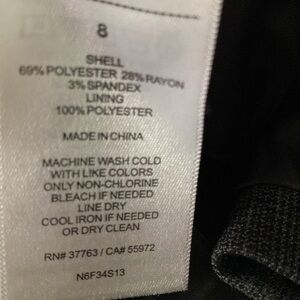 8
SHELL
69% POLYESTER 28% RAYON
3% SPANDEX
LINING
100% POLYESTER
MADE IN CHINA
MACHINE WASH COLD
WITH LIKE COLORS
ONLY NON-CHLORINE
BLEACH IF NEEDED
LINE DRY
COOL IRON IF NEEDED
OR DRY CLEAN
RN# 37763 / CA# 55972
N6F34S13